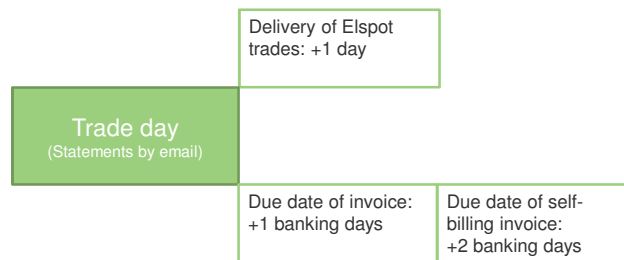 Delivery of Elspot
trades: +1 day
Trade day
(Statements by email)
Due date of invoice:
+1 banking days
Due date of self-
billing invoice:
+2 banking days